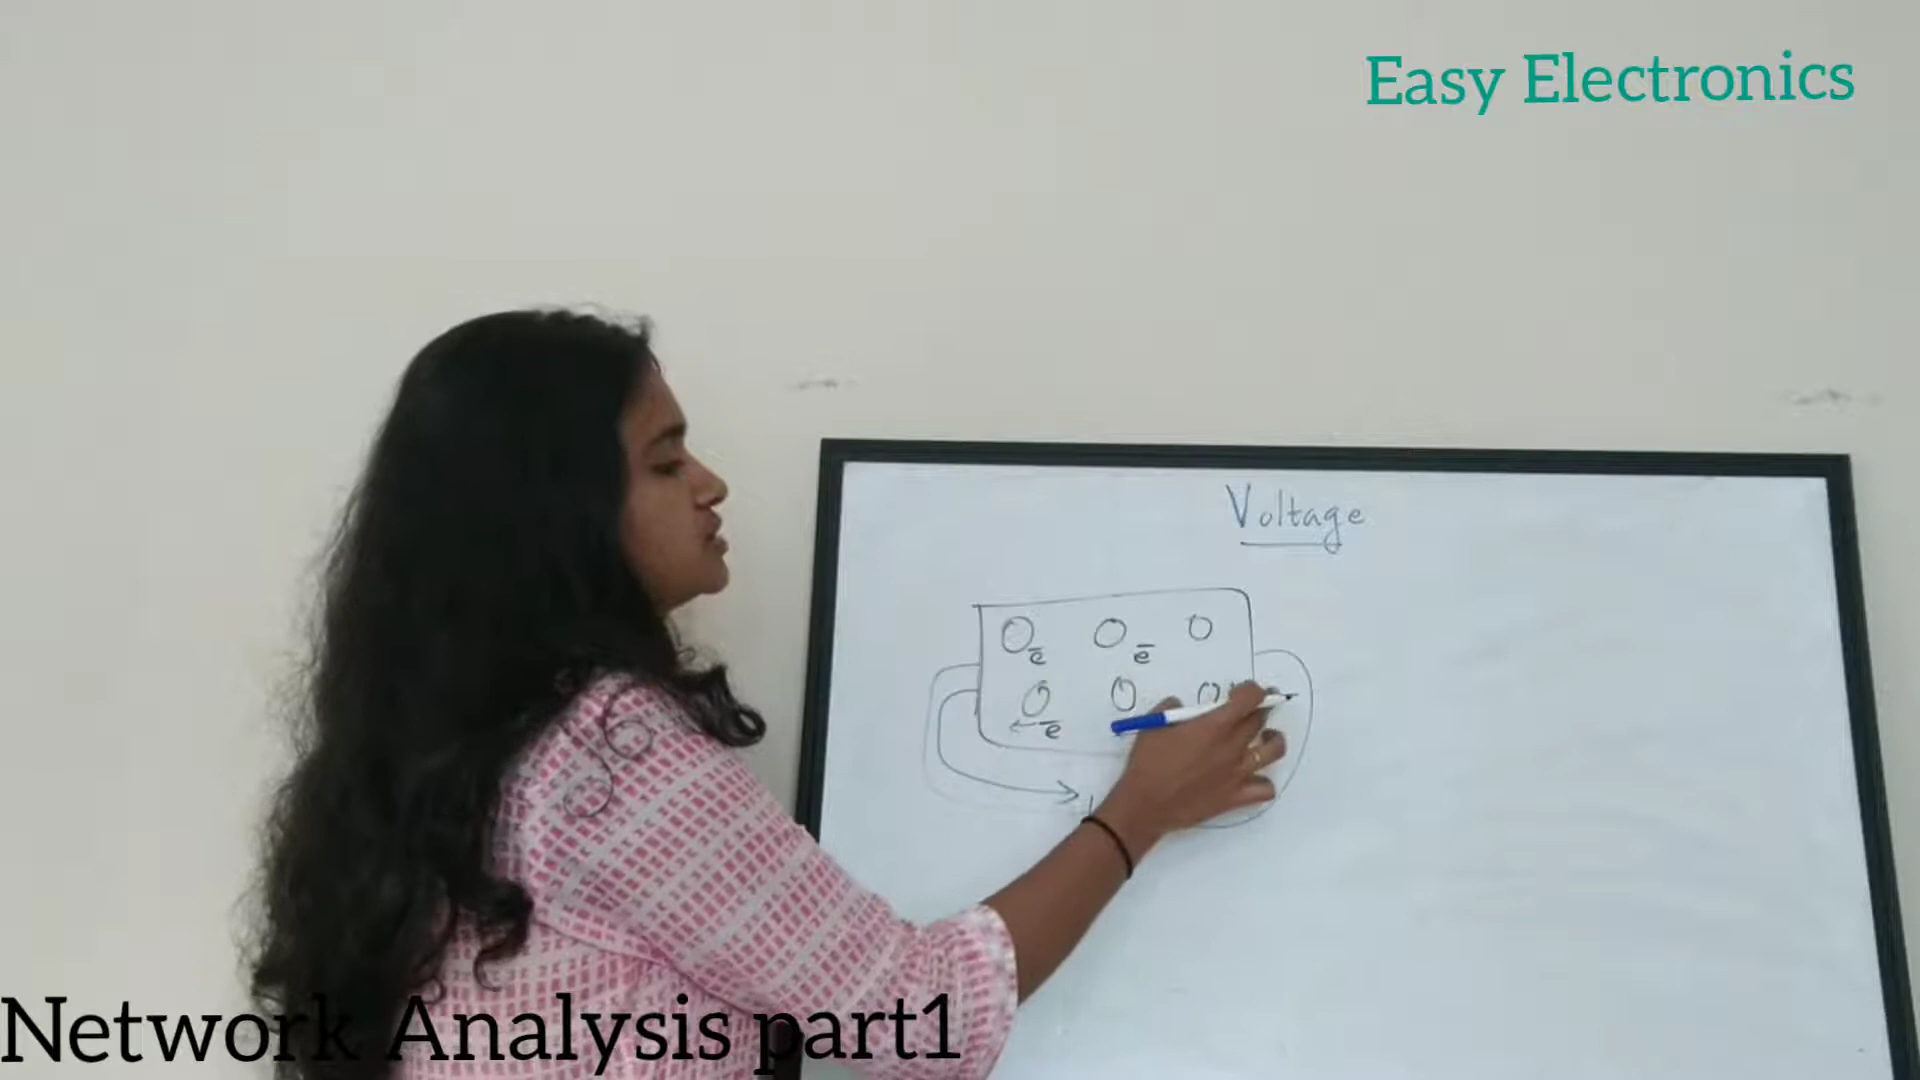 Easy Electronics
Voltage
e̅ e̅
e̅
Network Analysis part1